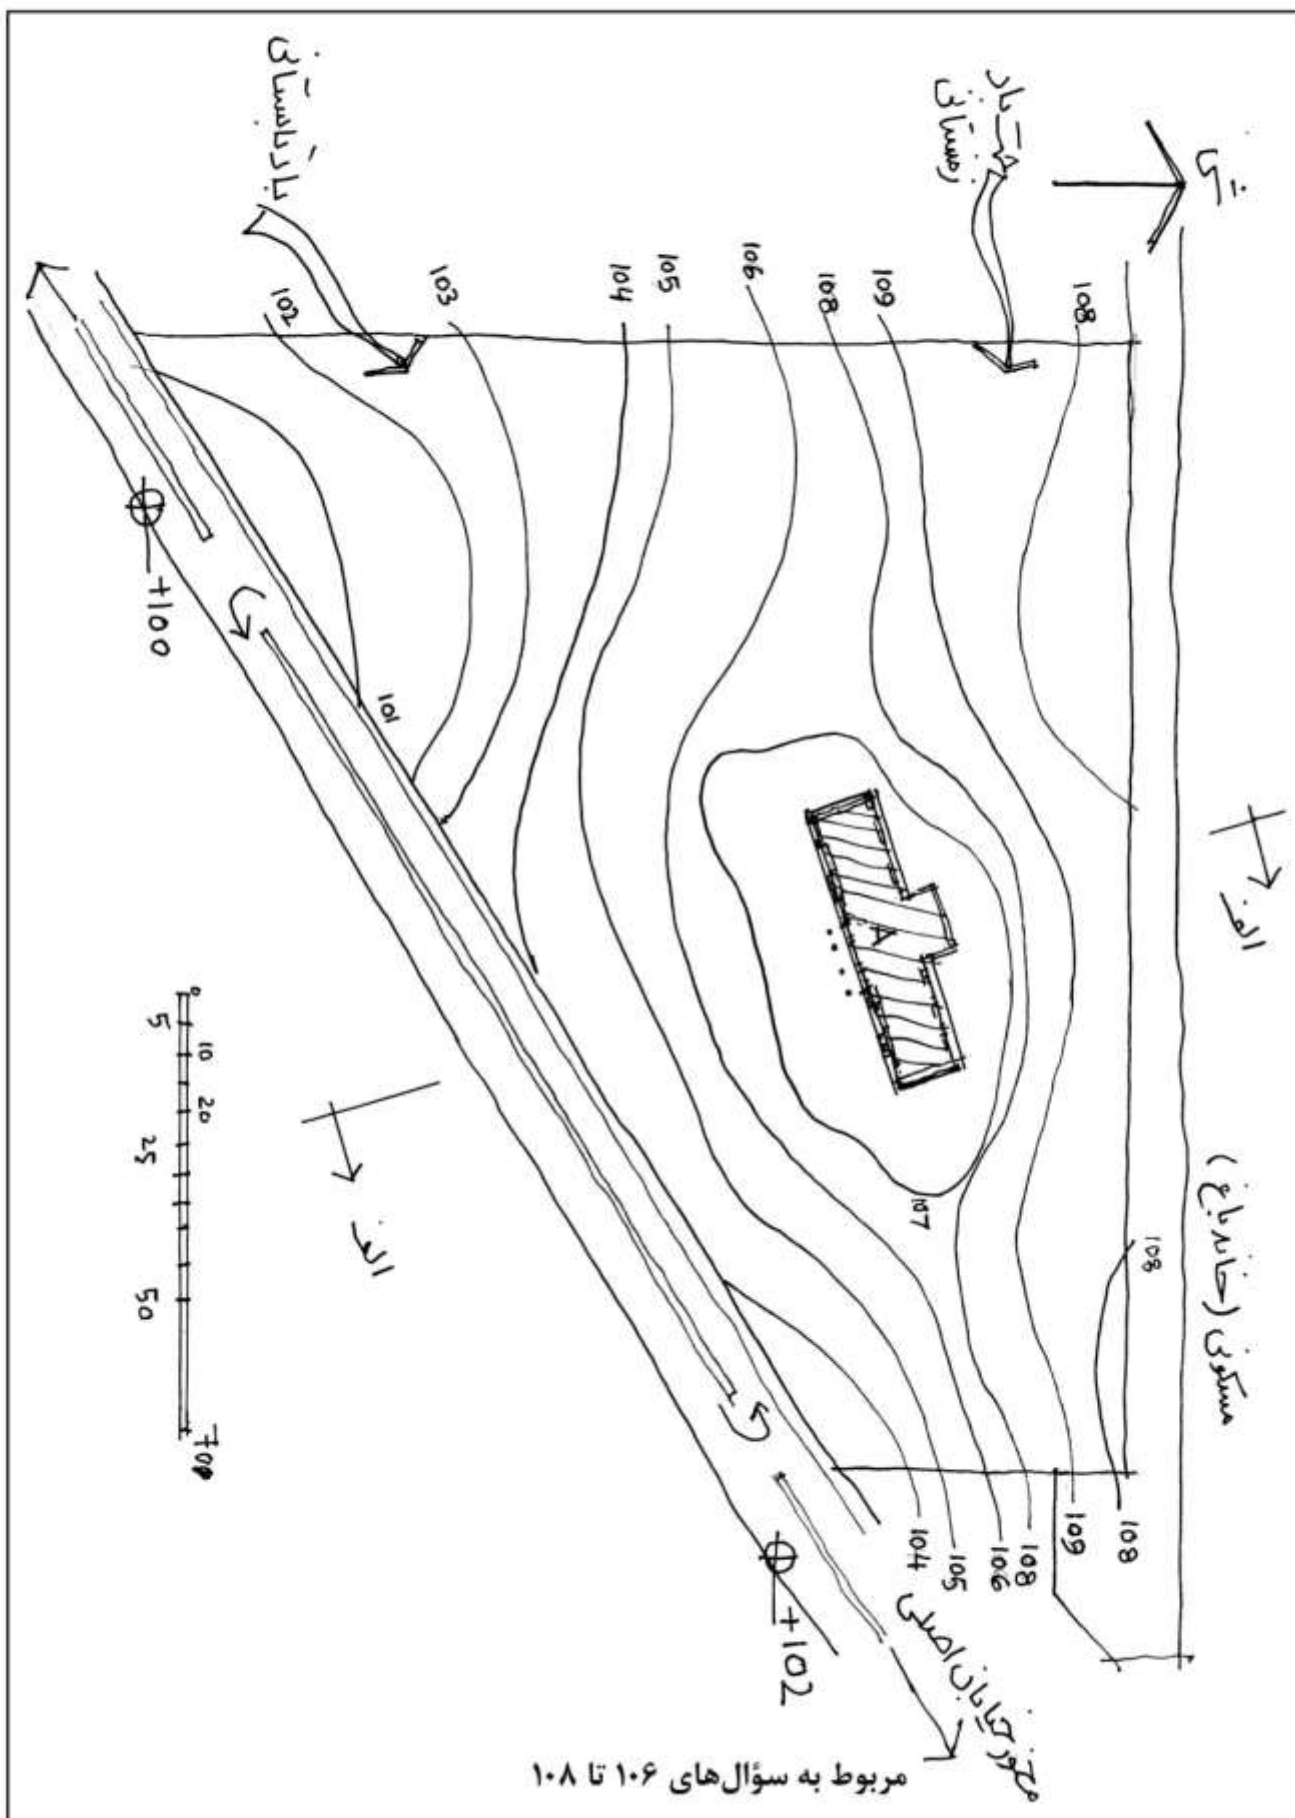 ش
باد تابستانی
جهت باد
زمستانی
102
103
104
105
106
108
109
108
+100
101
A
107
الف
الف
مسکونی (خانه باغ)
108
0
5
10
20
25
50
700
104
105
106
108
109
108
+102
محور خیابان اصلی
مربوط به سؤال‌های ۱۰۶ تا ۱۰۸